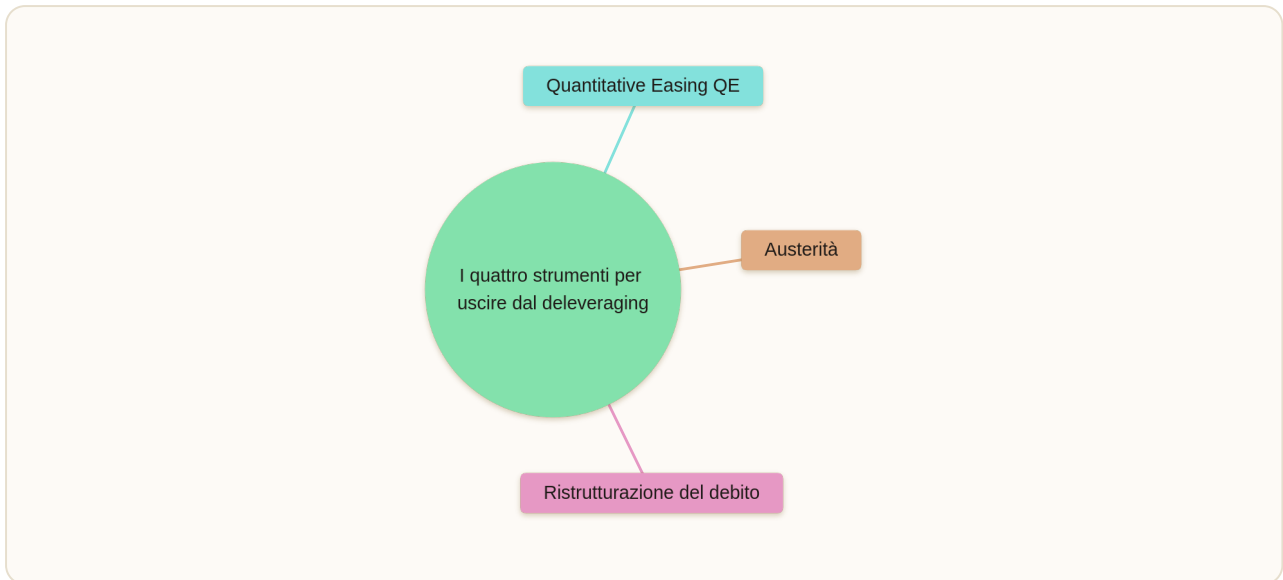 Quantitative Easing QE
Austerità
I quattro strumenti per
uscire dal deleveraging
Ristrutturazione del debito